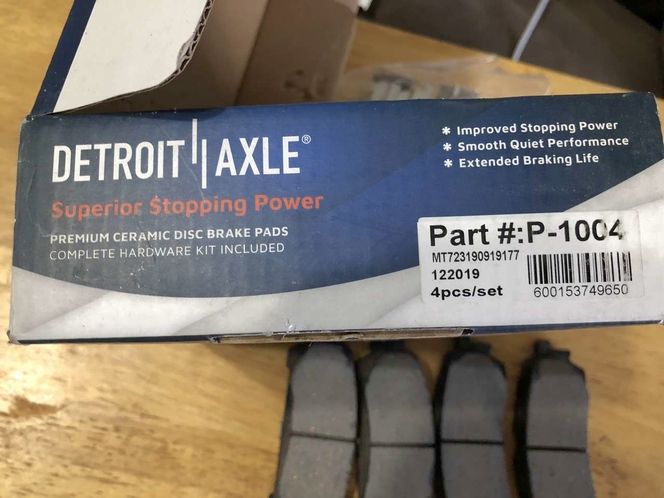 DETROIT AXLE®
Superior Stopping Power
PREMIUM CERAMIC DISC BRAKE PADS
COMPLETE HARDWARE KIT INCLUDED
* Improved Stopping Power
* Smooth Quiet Performance
* Extended Braking Life
Part #:P-1004
MT723190919177
122019
4pcs/set
600153749650